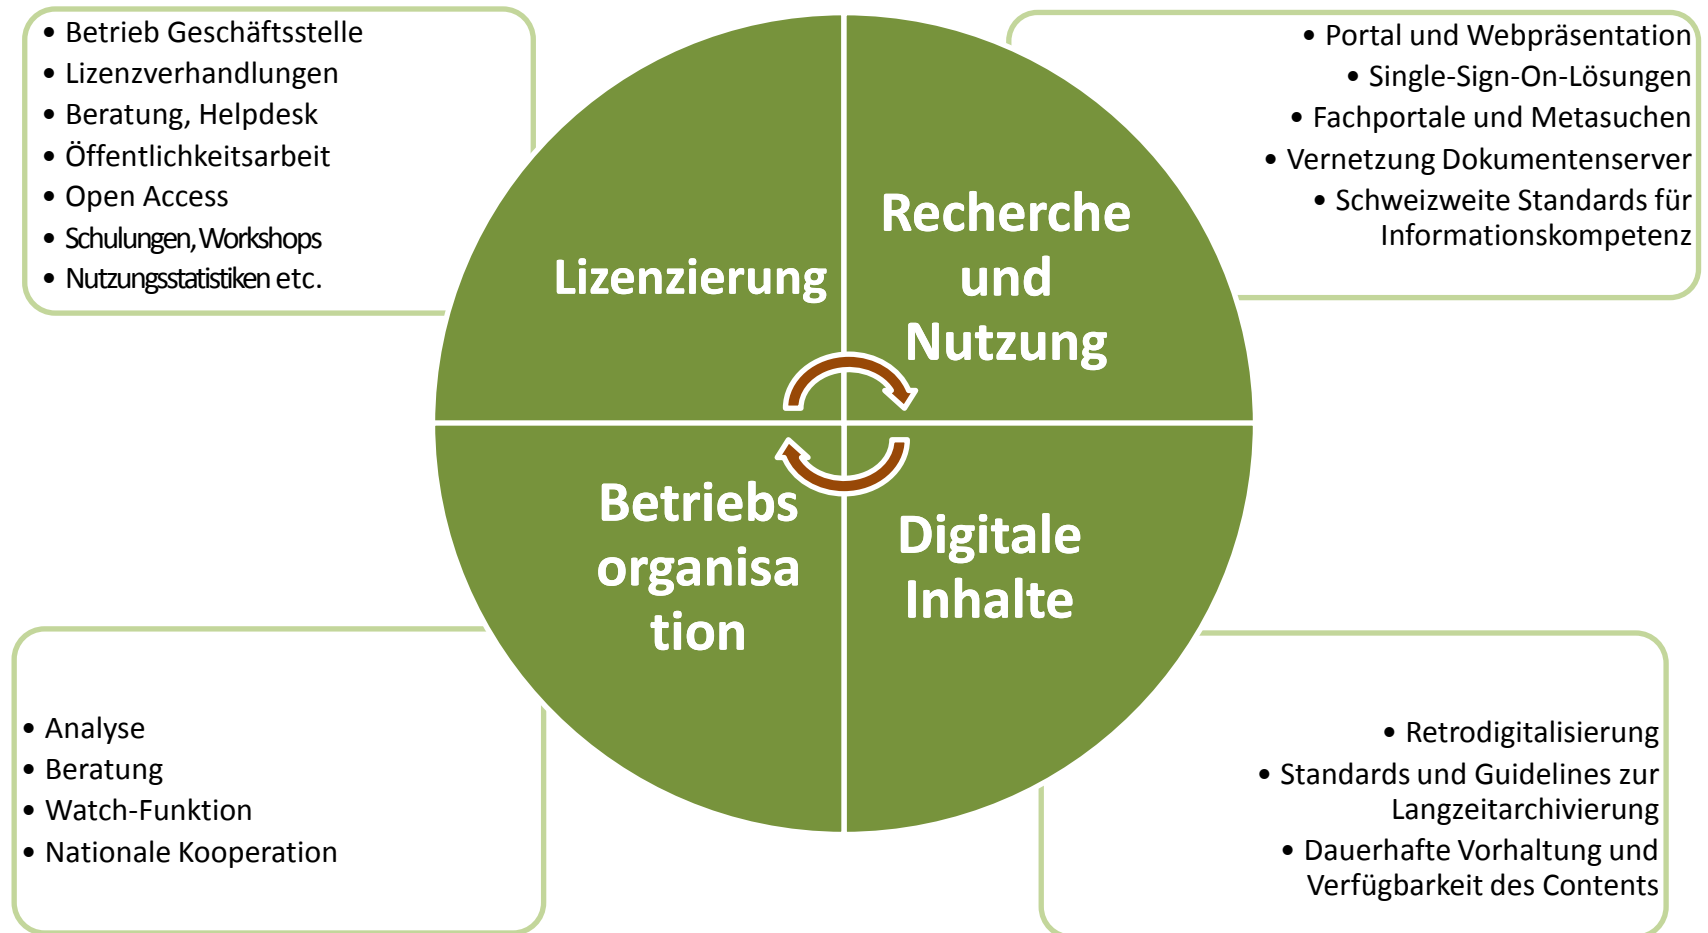 • Betrieb Geschäftsstelle
• Lizenzverhandlungen
• Beratung, Helpdesk
• Öffentlichkeitsarbeit
• Open Access
• Schulungen, Workshops
• Nutzungsstatistiken etc.
• Portal und Webpräsentation
• Single-Sign-On-Lösungen
• Fachportale und Metasuchen
• Vernetzung Dokumentenserver
• Schweizweite Standards für
Informationskompetenz
Lizenzierung
Recherche
und
Nutzung
Betriebs
organisa
tion
Digitale
Inhalte
• Analyse
• Beratung
• Watch-Funktion
• Nationale Kooperation
• Retrodigitalisierung
• Standards und Guidelines zur
Langzeitarchivierung
• Dauerhafte Vorhaltung und
Verfügbarkeit des Contents